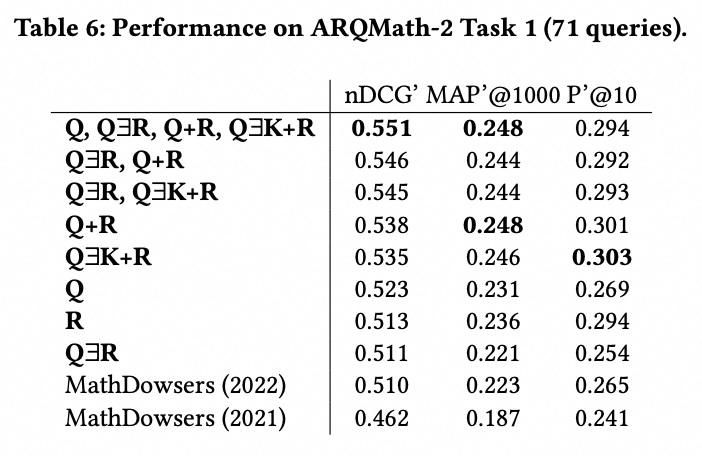 Table 6: Performance on ARQMath-2 Task 1 (71 queries).
nDCG’ MAP’@1000 P’@10
Q, Q∃R, Q+R, Q∃K+R 0.551 0.248 0.294
Q∃R, Q+R 0.546 0.244 0.292
Q∃R, Q∃K+R 0.545 0.244 0.293
Q+R 0.538 0.248 0.301
Q∃K+R 0.535 0.246 0.303
Q 0.523 0.231 0.269
R 0.513 0.236 0.294
Q∃R 0.511 0.221 0.254
MathDowsers (2022) 0.510 0.223 0.265
MathDowsers (2021) 0.462 0.187 0.241